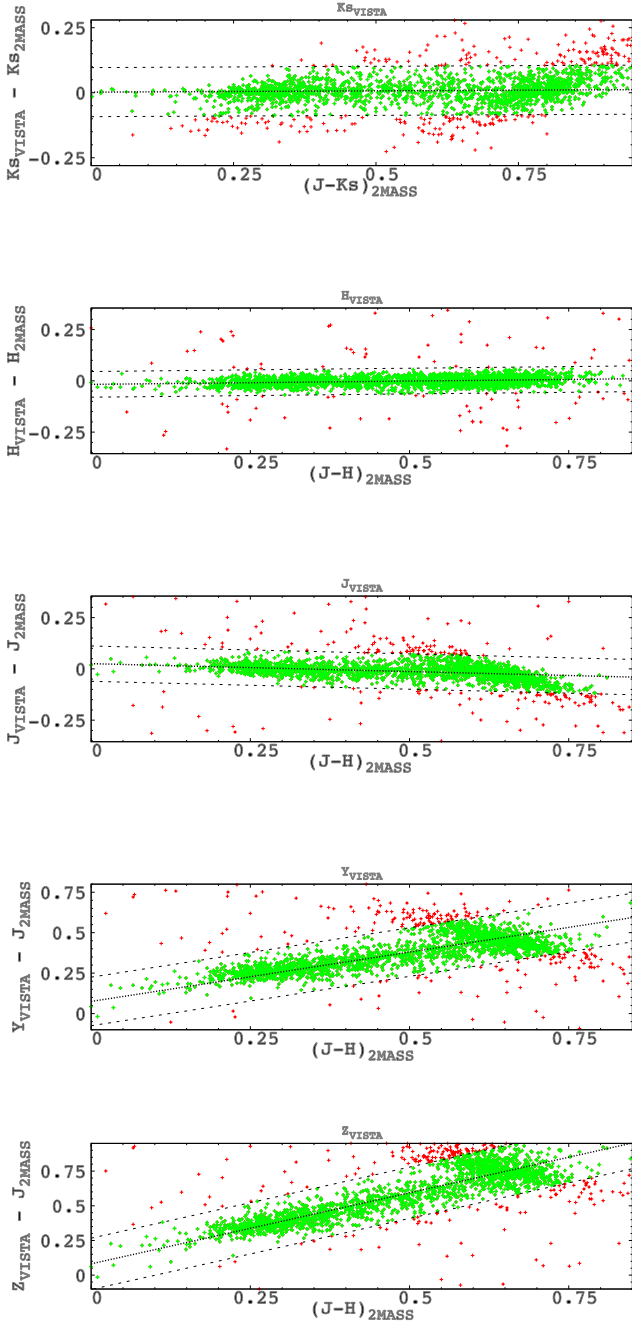 Ks_VISTA
Ks_VISTA − Ks_2MASS
0.25
0
−0.25
0 0.25 0.5 0.75
(J−Ks)_2MASS
H_VISTA
H_VISTA − H_2MASS
0.25
0
−0.25
0 0.25 0.5 0.75
(J−H)_2MASS
J_VISTA
J_VISTA − J_2MASS
0.25
0
−0.25
0 0.25 0.5 0.75
(J−H)_2MASS
Y_VISTA
Y_VISTA − J_2MASS
0.75
0.5
0.25
0
0 0.25 0.5 0.75
(J−H)_2MASS
Z_VISTA
Z_VISTA − J_2MASS
0.75
0.5
0.25
0
0 0.25 0.5 0.75
(J−H)_2MASS